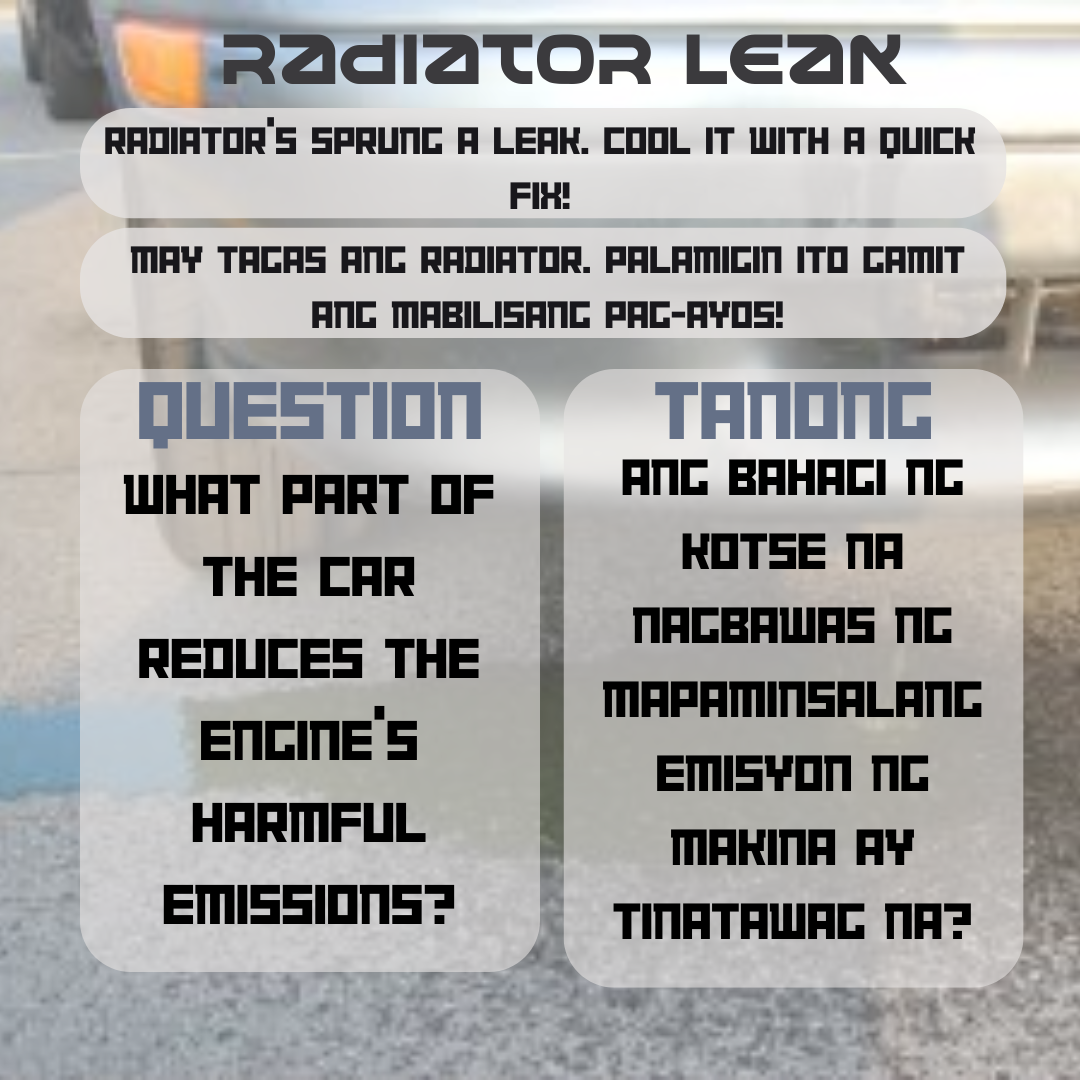 RADIATOR LEAK
RADIATOR'S SPRUNG A LEAK. COOL IT WITH A QUICK
FIX!
MAY TAGAS ANG RADIATOR. PALAMIGIN ITO GAMIT
ANG MABILISANG PAG-AYOS!
QUESTION
WHAT PART OF
THE CAR
REDUCES THE
ENGINE'S
HARMFUL
EMISSIONS?
TANONG
ANG BAHAGI NG
KOTSE NA
NAGBAWAS NG
MAPAMINSALANG
EMISYON NG
MAKINA AY
TINATAWAG NA?